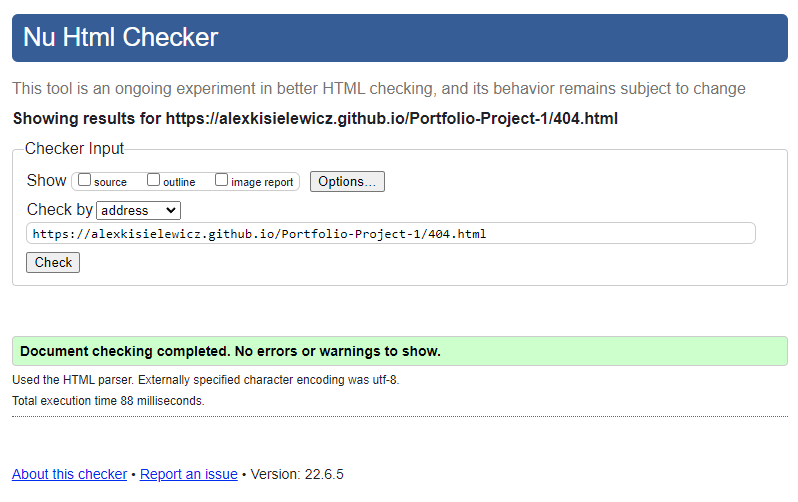 Nu Html Checker
This tool is an ongoing experiment in better HTML checking, and its behavior remains subject to change
Showing results for https://alexkisielewicz.github.io/Portfolio-Project-1/404.html
Checker Input
Show source outline image report Options...
Check by address
https://alexkisielewicz.github.io/Portfolio-Project-1/404.html
Check
Document checking completed. No errors or warnings to show.
Used the HTML parser. Externally specified character encoding was utf-8.
Total execution time 88 milliseconds.
About this checker • Report an issue • Version: 22.6.5